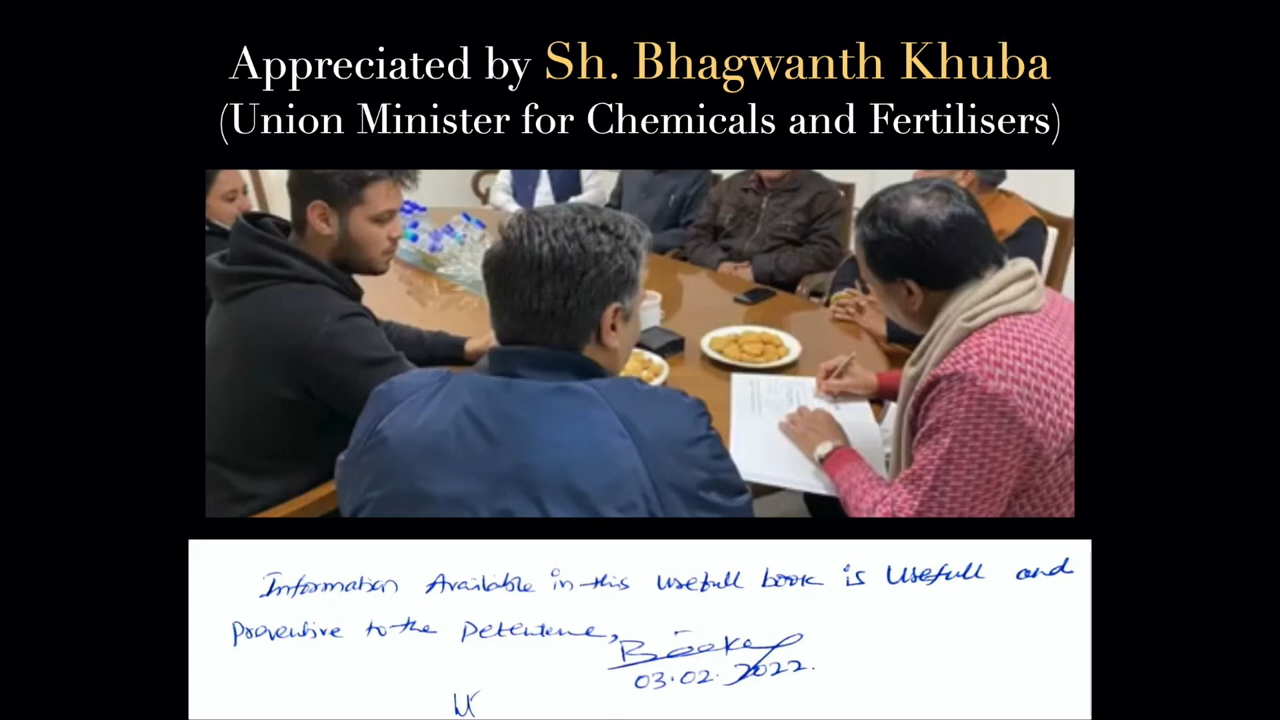 Appreciated by Sh. Bhagwanth Khuba
(Union Minister for Chemicals and Fertilisers)
Information Available in this usefull book is Usefull and
Preventive to the
03.02.2022.